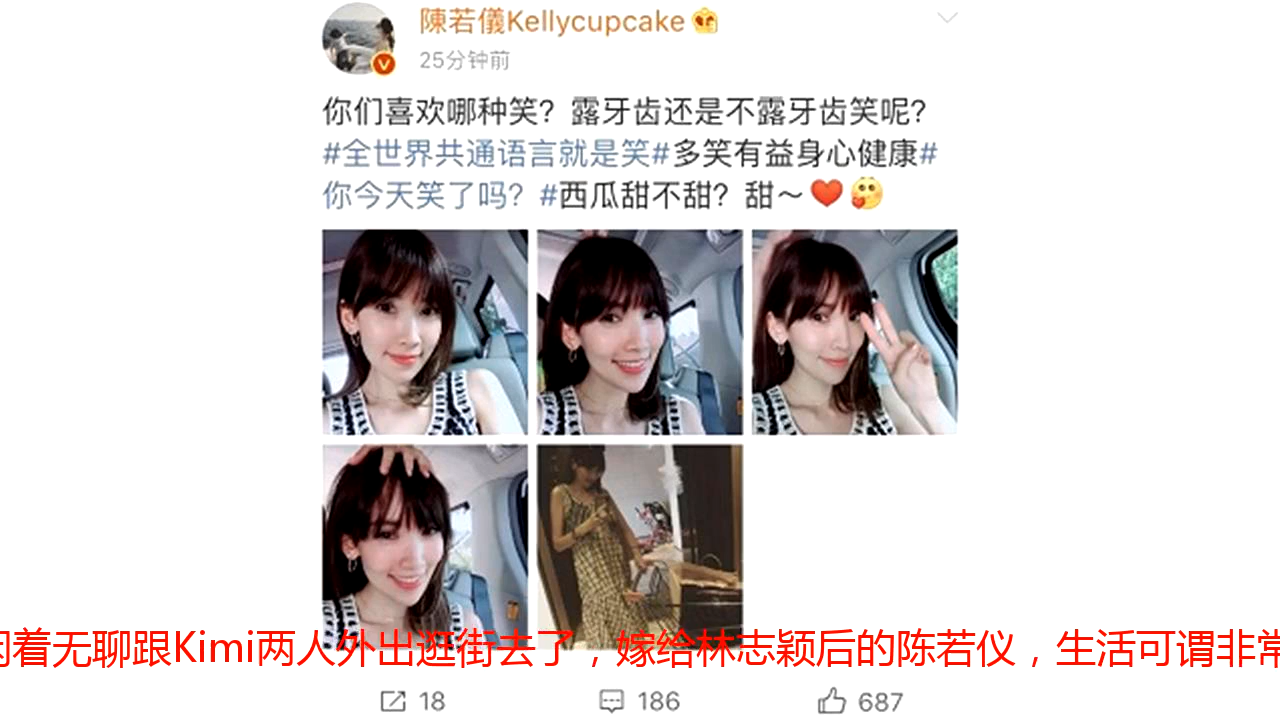 陳若儀Kellycupcake
25分钟前
你们喜欢哪种笑？露牙齿还是不露牙齿笑呢？
#全世界共通语言就是笑#多笑有益身心健康#
你今天笑了吗？#西瓜甜不甜？甜～
着无聊跟Kimi两人外出逛街去了，嫁给林志颖后的陈若仪，生活可谓非常
18
186
687